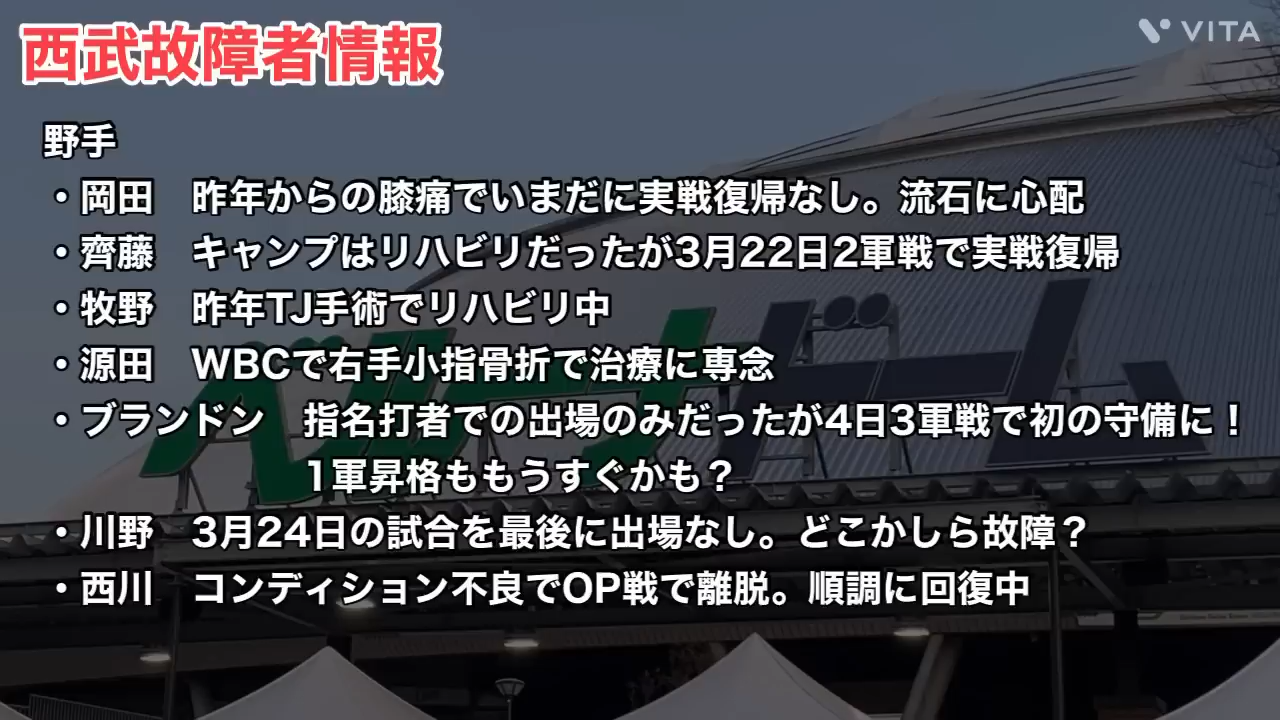 西武故障者情報
VITA
野手
・岡田　昨年からの膝痛でいまだに実戦復帰なし。流石に心配
・齊藤　キャンプはリハビリだったが3月22日2軍戦で実戦復帰
・牧野　昨年TJ手術でリハビリ中
・源田　WBCで右手小指骨折で治療に専念
・ブランドン　指名打者での出場のみだったが4日3軍戦で初の守備に！
1軍昇格ももうすぐかも？
・川野　3月24日の試合を最後に出場なし。どこかしら故障？
・西川　コンディション不良でOP戦で離脱。順調に回復中
ベルーナドーム